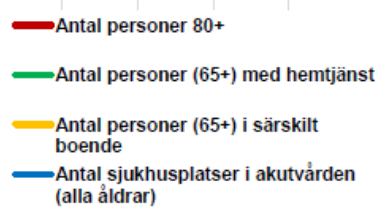 Antal personer 80+
Antal personer (65+) med hemtjänst
Antal personer (65+) i särskilt
boende
Antal sjukhusplatser i akutvården
(alla åldrar)